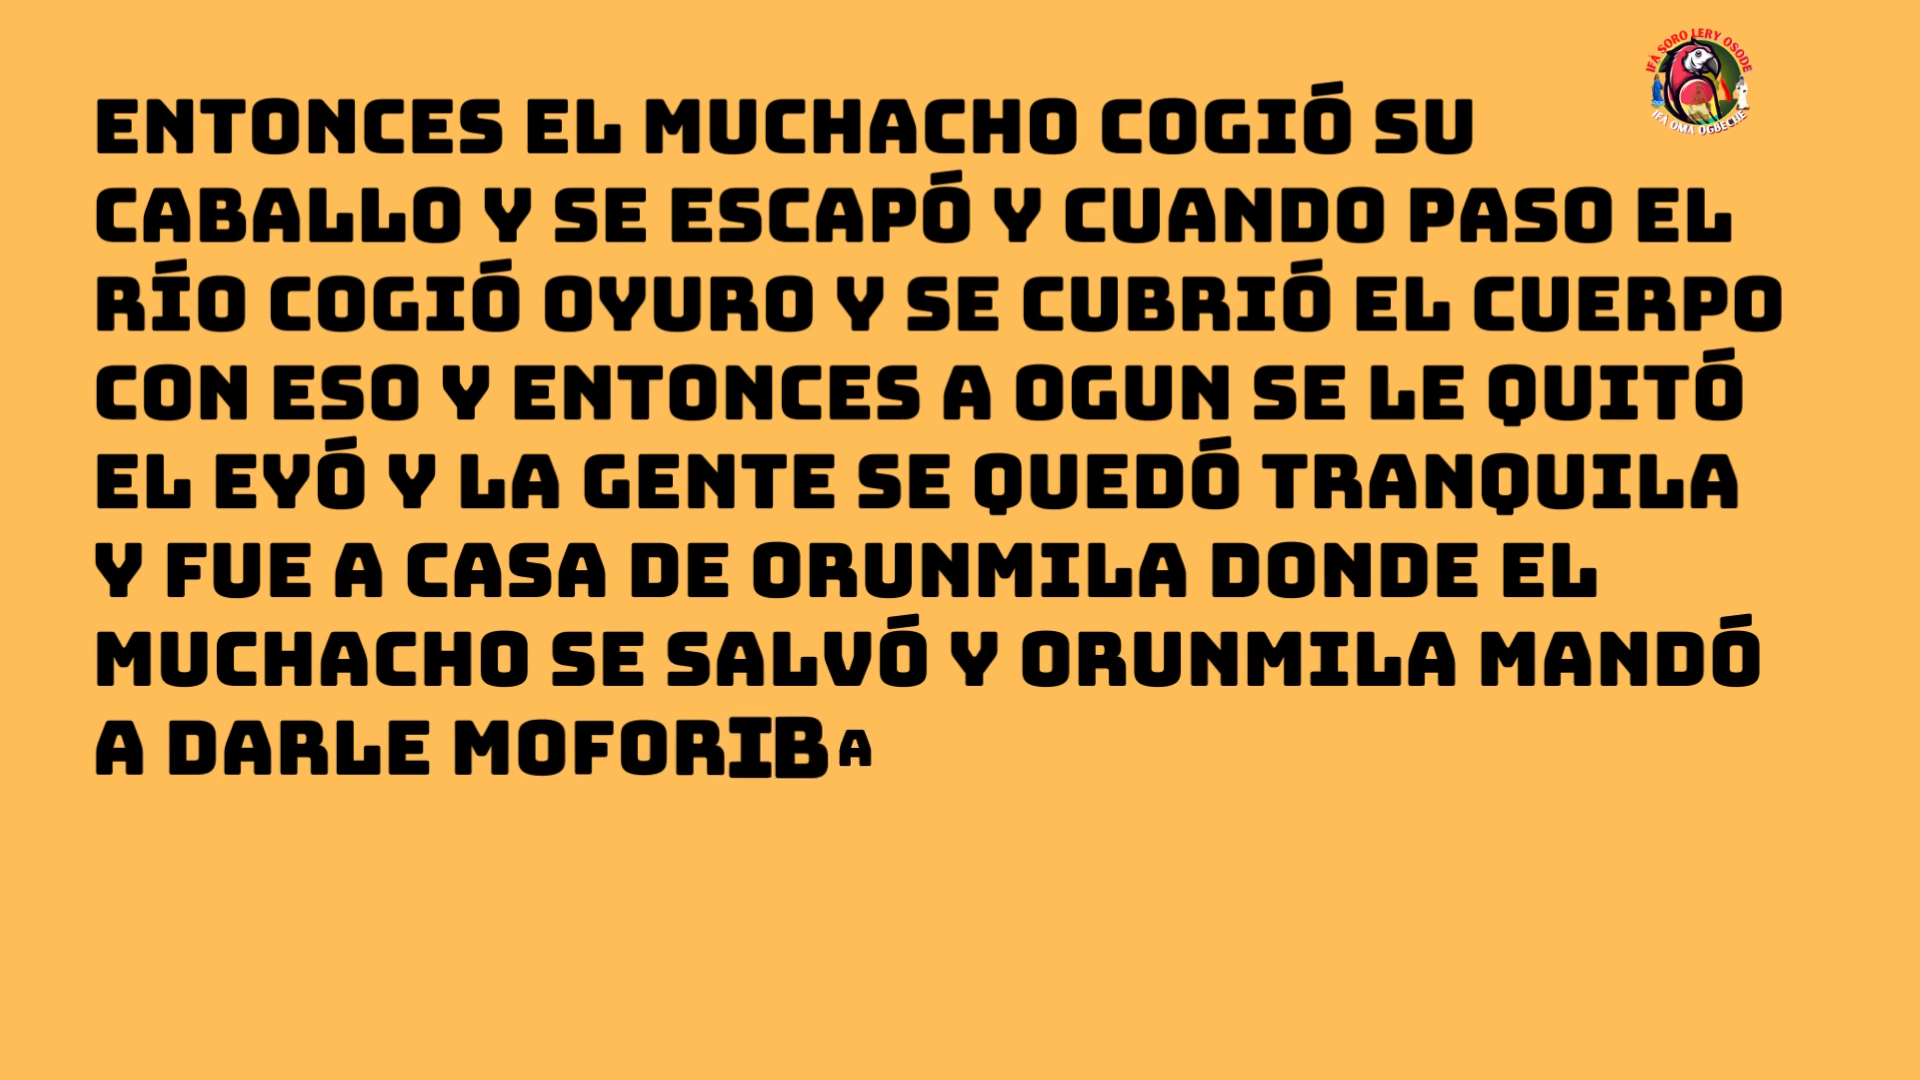 IFÁ SORO LERY OSODE
IFÁ OMA OGBECHE
ENTONCES EL MUCHACHO COGIÓ SU
CABALLO Y SE ESCAPÓ Y CUANDO PASO EL
RÍO COGIÓ OYURO Y SE CUBRIÓ EL CUERPO
CON ESO Y ENTONCES A OGUN SE LE QUITÓ
EL EYÓ Y LA GENTE SE QUEDÓ TRANQUILA
Y FUE A CASA DE ORUNMILA DONDE EL
MUCHACHO SE SALVÓ Y ORUNMILA MANDÓ
A DARLE MOFORIBA